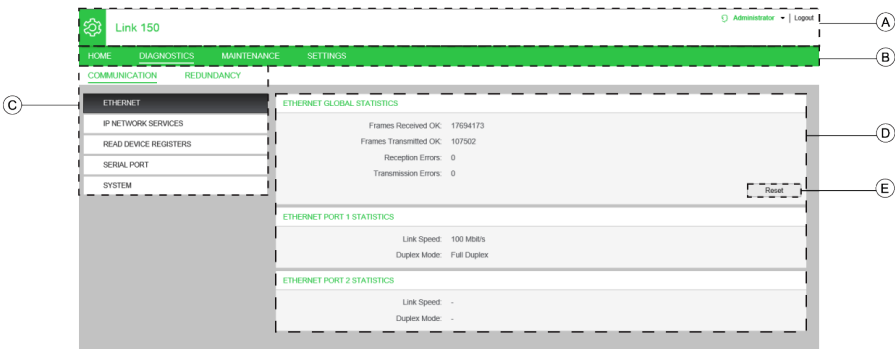 Link 150
Administrator | Logout
A
HOME DIAGNOSTICS MAINTENANCE SETTINGS
B
COMMUNICATION REDUNDANCY
C
ETHERNET
IP NETWORK SERVICES
READ DEVICE REGISTERS
SERIAL PORT
SYSTEM
ETHERNET GLOBAL STATISTICS
Frames Received OK: 17694173
Frames Transmitted OK: 107502
Reception Errors: 0
Transmission Errors: 0
D
Reset
E
ETHERNET PORT 1 STATISTICS
Link Speed: 100 Mbit/s
Duplex Mode: Full Duplex
ETHERNET PORT 2 STATISTICS
Link Speed: -
Duplex Mode: -